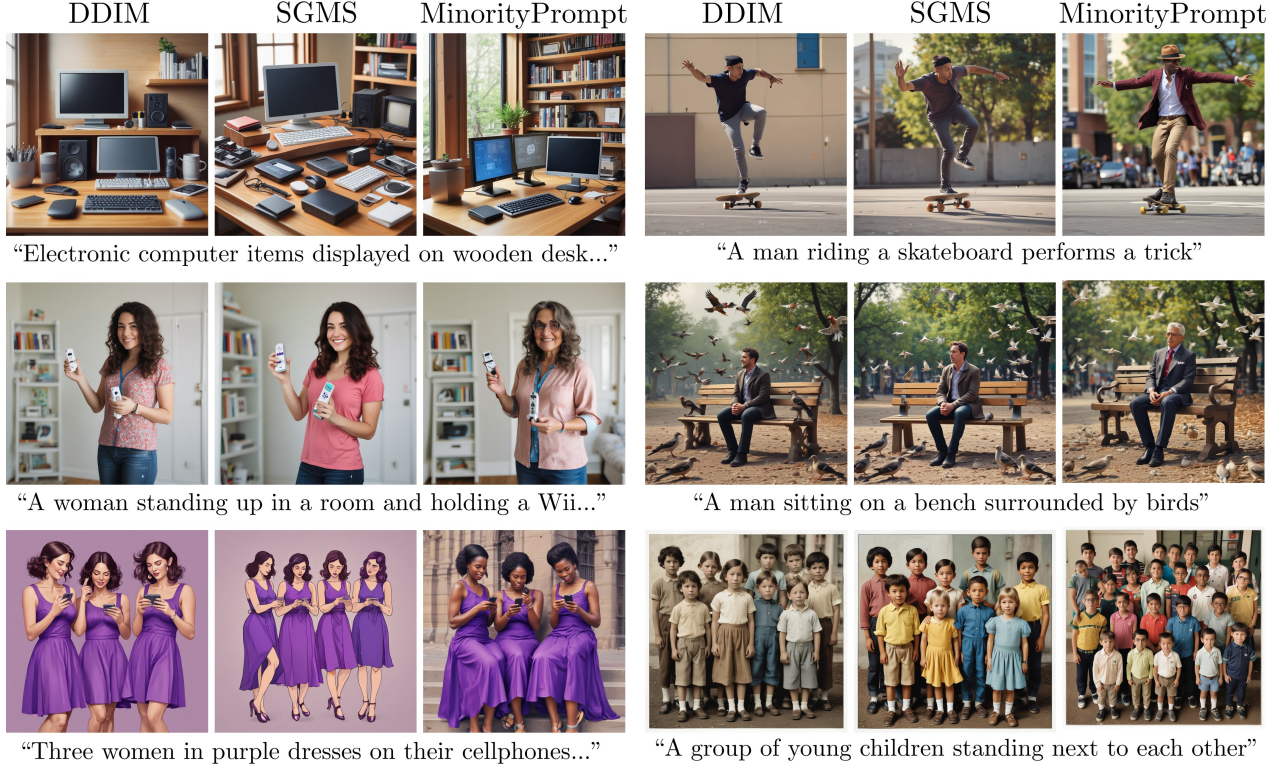 DDIM SGMS MinorityPrompt DDIM SGMS MinorityPrompt
“Electronic computer items displayed on wooden desk...” “A man riding a skateboard performs a trick”
“A woman standing up in a room and holding a Wii...” “A man sitting on a bench surrounded by birds”
“Three women in purple dresses on their cellphones...” “A group of young children standing next to each other”